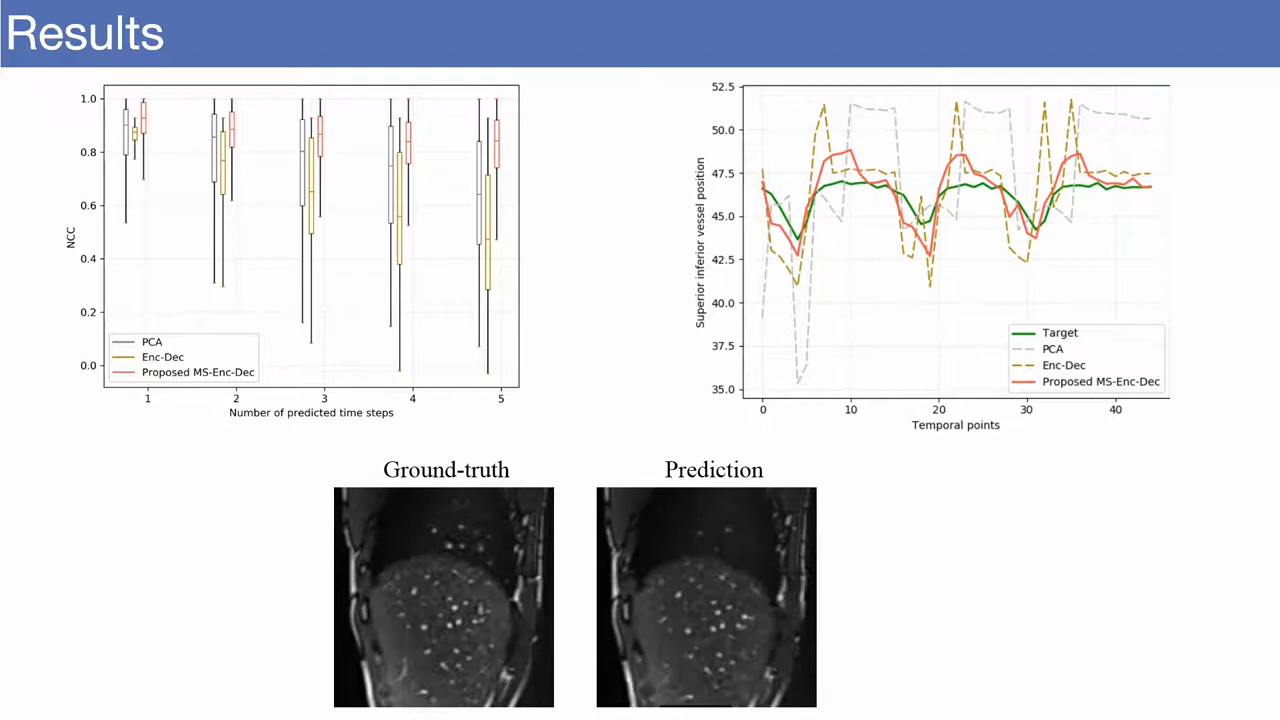 Results
1.0
0.8
0.6
0.4
0.2
0.0
NCC
PCA
Enc-Dec
Proposed MS-Enc-Dec
1 2 3 4 5
Number of predicted time steps
52.5
50.0
47.5
45.0
42.5
40.0
37.5
35.0
Superior inferior vessel position
Target
PCA
Enc-Dec
Proposed MS-Enc-Dec
0 10 20 30 40
Temporal points
Ground-truth
Prediction